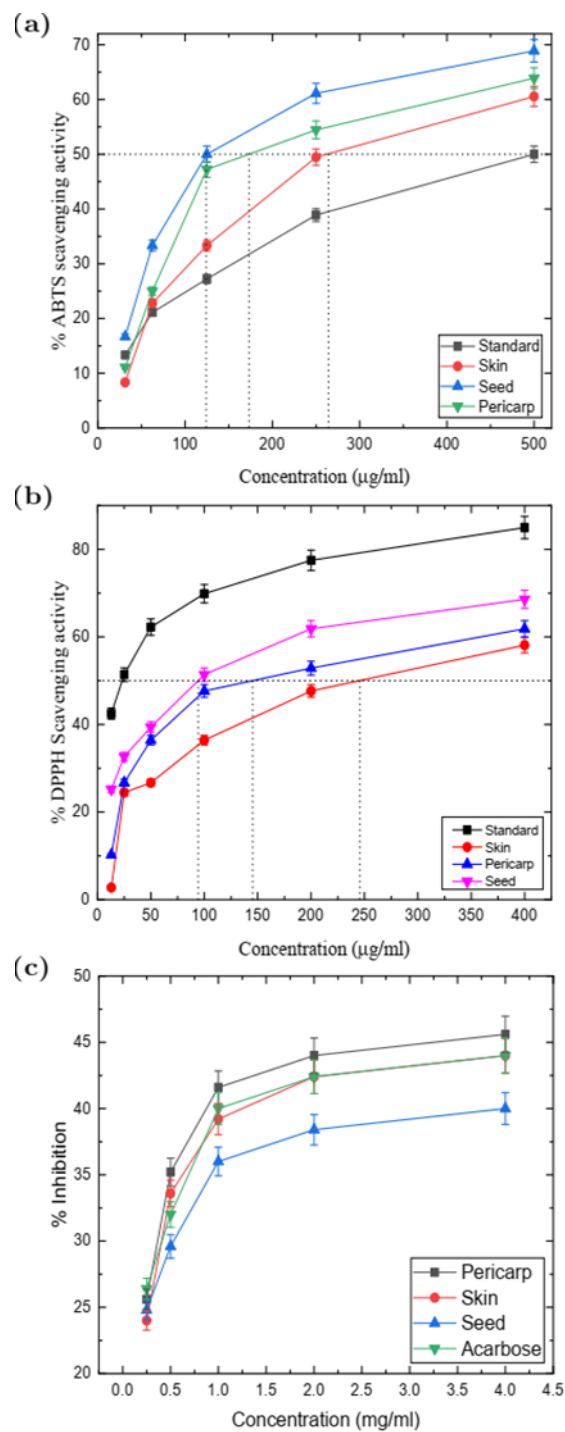 (a)
70
60
50
40
30
20
10
0
% ABTS scavenging activity
Standard
Skin
Seed
Pericarp
0 100 200 300 400 500
Concentration (μg/ml)
(b)
80
60
40
20
0
% DPPH Scavenging activity
Standard
Skin
Pericarp
Seed
0 50 100 150 200 250 300 350 400
Concentration (μg/ml)
(c)
50
45
40
35
30
25
20
% Inhibition
Pericarp
Skin
Seed
Acarbose
0.0 0.5 1.0 1.5 2.0 2.5 3.0 3.5 4.0 4.5
Concentration (mg/ml)